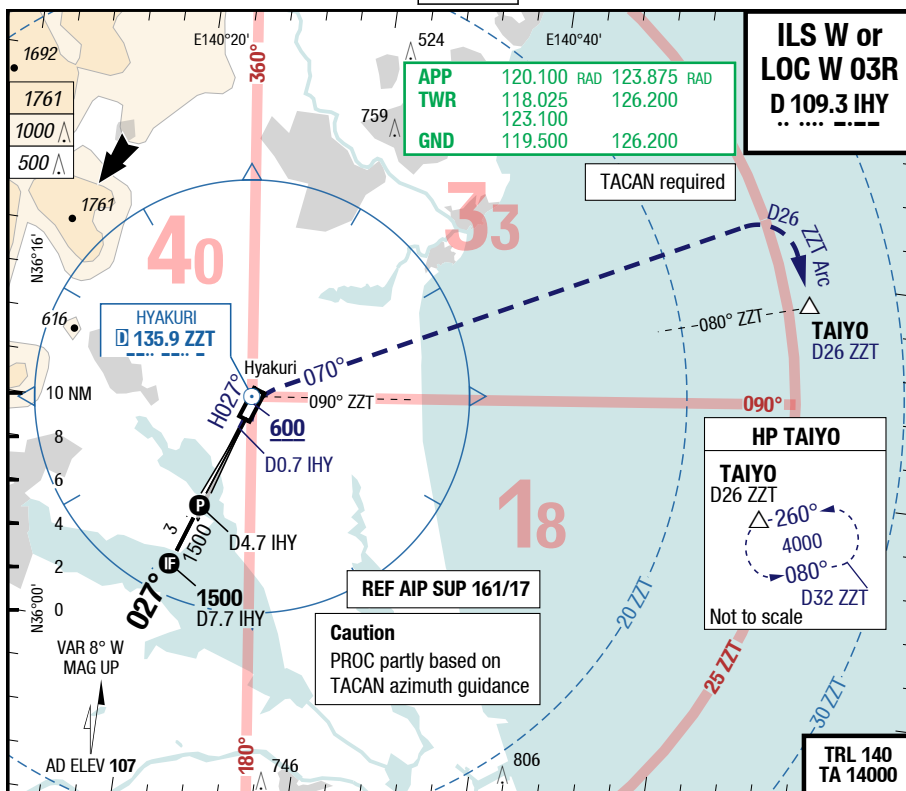 1692
E140°20'
524
E140°40'
ILS W or
LOC W 03R
D 109.3 IHY
1761
1000
500
360°
759
APP 120.100 RAD 123.875 RAD
TWR 118.025 126.200
123.100
GND 119.500 126.200
TACAN required
1761
40
33
D26 ZZT Arc
N36°16'
616
HYAKURI
D 135.9 ZZT
080° ZZT
TAIYO
D26 ZZT
Hyakuri
070°
10 NM
H027°
090° ZZT
090°
600
8
D0.7 IHY
6
4
2
0
HP TAIYO
TAIYO
D26 ZZT
260°
4000
080°
D32 ZZT
Not to scale
18
P
3
1500
D4.7 IHY
IF
027°
1500
D7.7 IHY
N36°00'
REF AIP SUP 161/17
20 ZZT
Caution
PROC partly based on
TACAN azimuth guidance
VAR 8° W
MAG UP
25 ZZT
30 ZZT
AD ELEV 107
180°
746
806
TRL 140
TA 14000